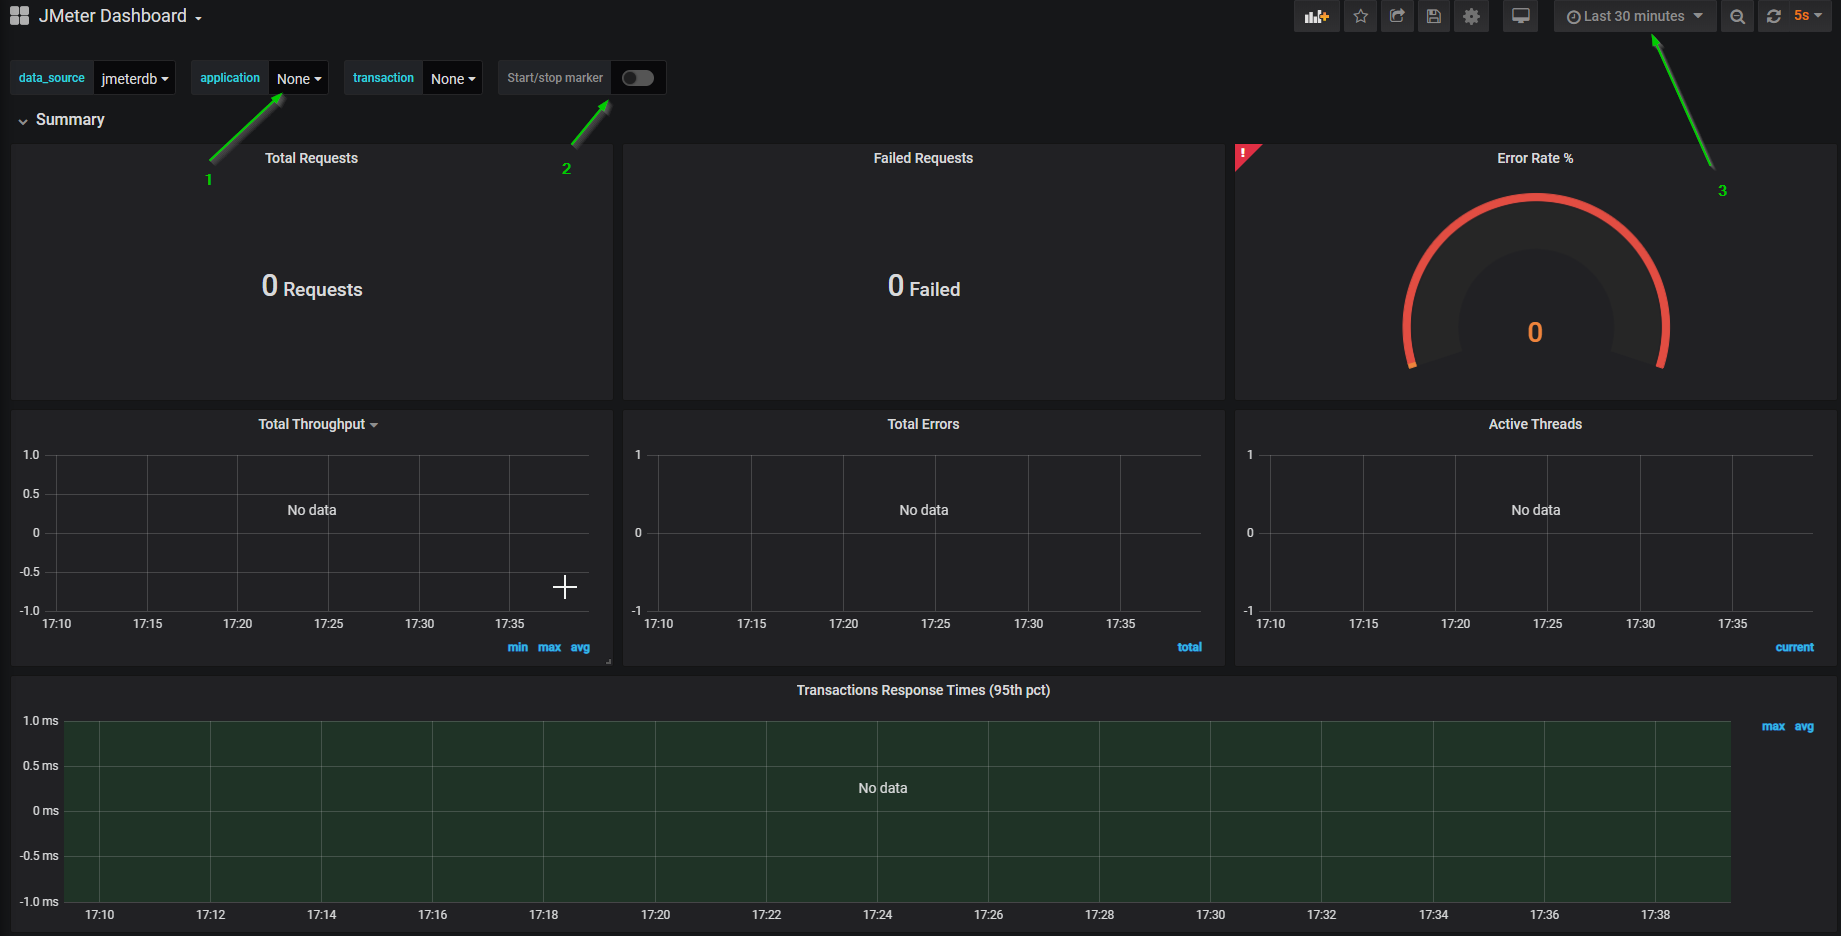 JMeter Dashboard
Last 30 minutes
5s
data_source jmeterdb application None transaction None Start/stop marker
Summary
1
2
3
Total Requests
0 Requests
Failed Requests
0 Failed
!
Error Rate %
0
Total Throughput
1.0
0.5
0
-0.5
-1.0
No data
17:10 17:15 17:20 17:25 17:30 17:35
min max avg
Total Errors
1
0
-1
No data
17:10 17:15 17:20 17:25 17:30 17:35
total
Active Threads
1
0
-1
No data
17:10 17:15 17:20 17:25 17:30 17:35
current
Transactions Response Times (95th pct)
1.0 ms
0.5 ms
0 ms
-0.5 ms
-1.0 ms
No data
max avg
17:10 17:12 17:14 17:16 17:18 17:20 17:22 17:24 17:26 17:28 17:30 17:32 17:34 17:36 17:38